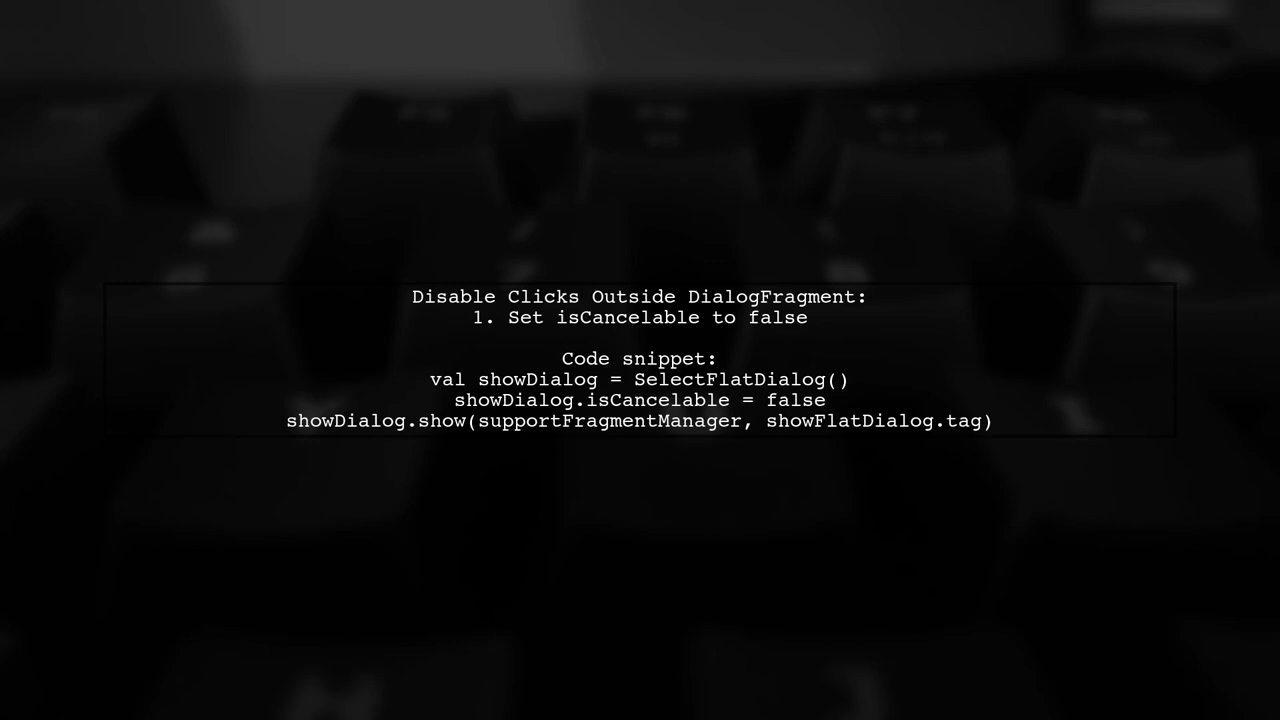 Disable Clicks Outside DialogFragment:
1. Set isCancelable to false
Code snippet:
val showDialog = SelectFlatDialog()
showDialog.isCancelable = false
showDialog.show(supportFragmentManager, showFlatDialog.tag)